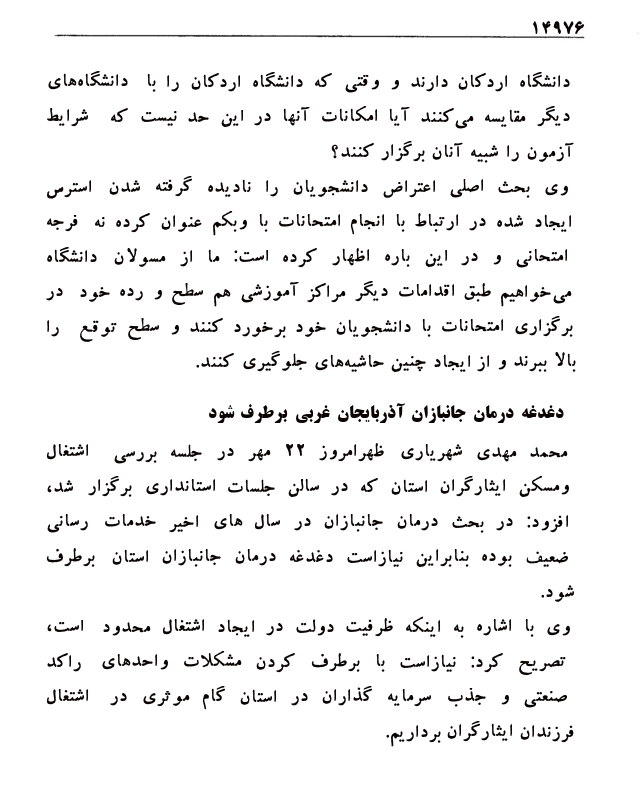 ۱۴۹۷۶
دانشگاه اردکان دارند و وقتی که دانشگاه اردکان را با دانشگاه‌های
دیگر مقایسه می‌کنند آیا امکانات آنها در این حد نیست که شرایط
آزمون را شبیه آنان برگزار کنند؟
وی بحث اصلی اعتراض دانشجویان را نادیده گرفته شدن استرس
ایجاد شده در ارتباط با انجام امتحانات با وبکم عنوان کرده نه فرجه
امتحانی و در این باره اظهار کرده است: ما از مسولان دانشگاه
می‌خواهیم طبق اقدامات دیگر مراکز آموزشی هم سطح و رده خود در
برگزاری امتحانات با دانشجویان خود برخورد کنند و سطح توقع را
بالا ببرند و از ایجاد چنین حاشیه‌های جلوگیری کنند.
دغدغه درمان جانبازان آذربایجان غربی برطرف شود
محمد مهدی شهریاری ظهرامروز ۲۲ مهر در جلسه بررسی اشتغال
ومسکن ایثارگران استان که در سالن جلسات استانداری برگزار شد،
افزود: در بحث درمان جانبازان در سال های اخیر خدمات رسانی
ضعیف بوده بنابراین نیازاست دغدغه درمان جانبازان استان برطرف
شود.
وی با اشاره به اینکه ظرفیت دولت در ایجاد اشتغال محدود است،
تصریح کرد: نیازاست با برطرف کردن مشکلات واحدهای راکد
صنعتی و جذب سرمایه گذاران در استان گام موثری در اشتغال
فرزندان ایثارگران برداریم.